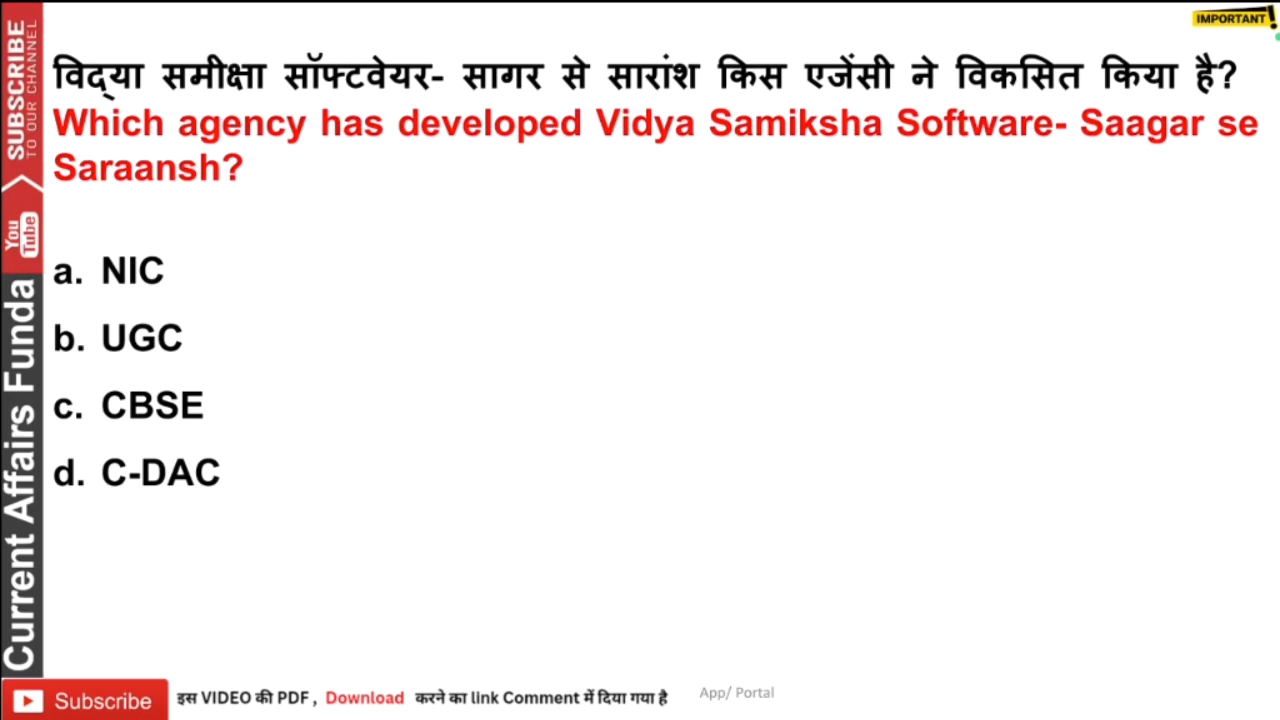 IMPORTANT!
विद्या समीक्षा सॉफ्टवेयर- सागर से सारांश किस एजेंसी ने विकसित किया है?
Which agency has developed Vidya Samiksha Software- Saagar se
Saraansh?
a. NIC
b. UGC
c. CBSE
d. C-DAC
SUBSCRIBE
TO OUR CHANNEL
You Tube
Current Affairs Funda
Subscribe
इस VIDEO की PDF , Download करने का link Comment में दिया गया है
App/ Portal